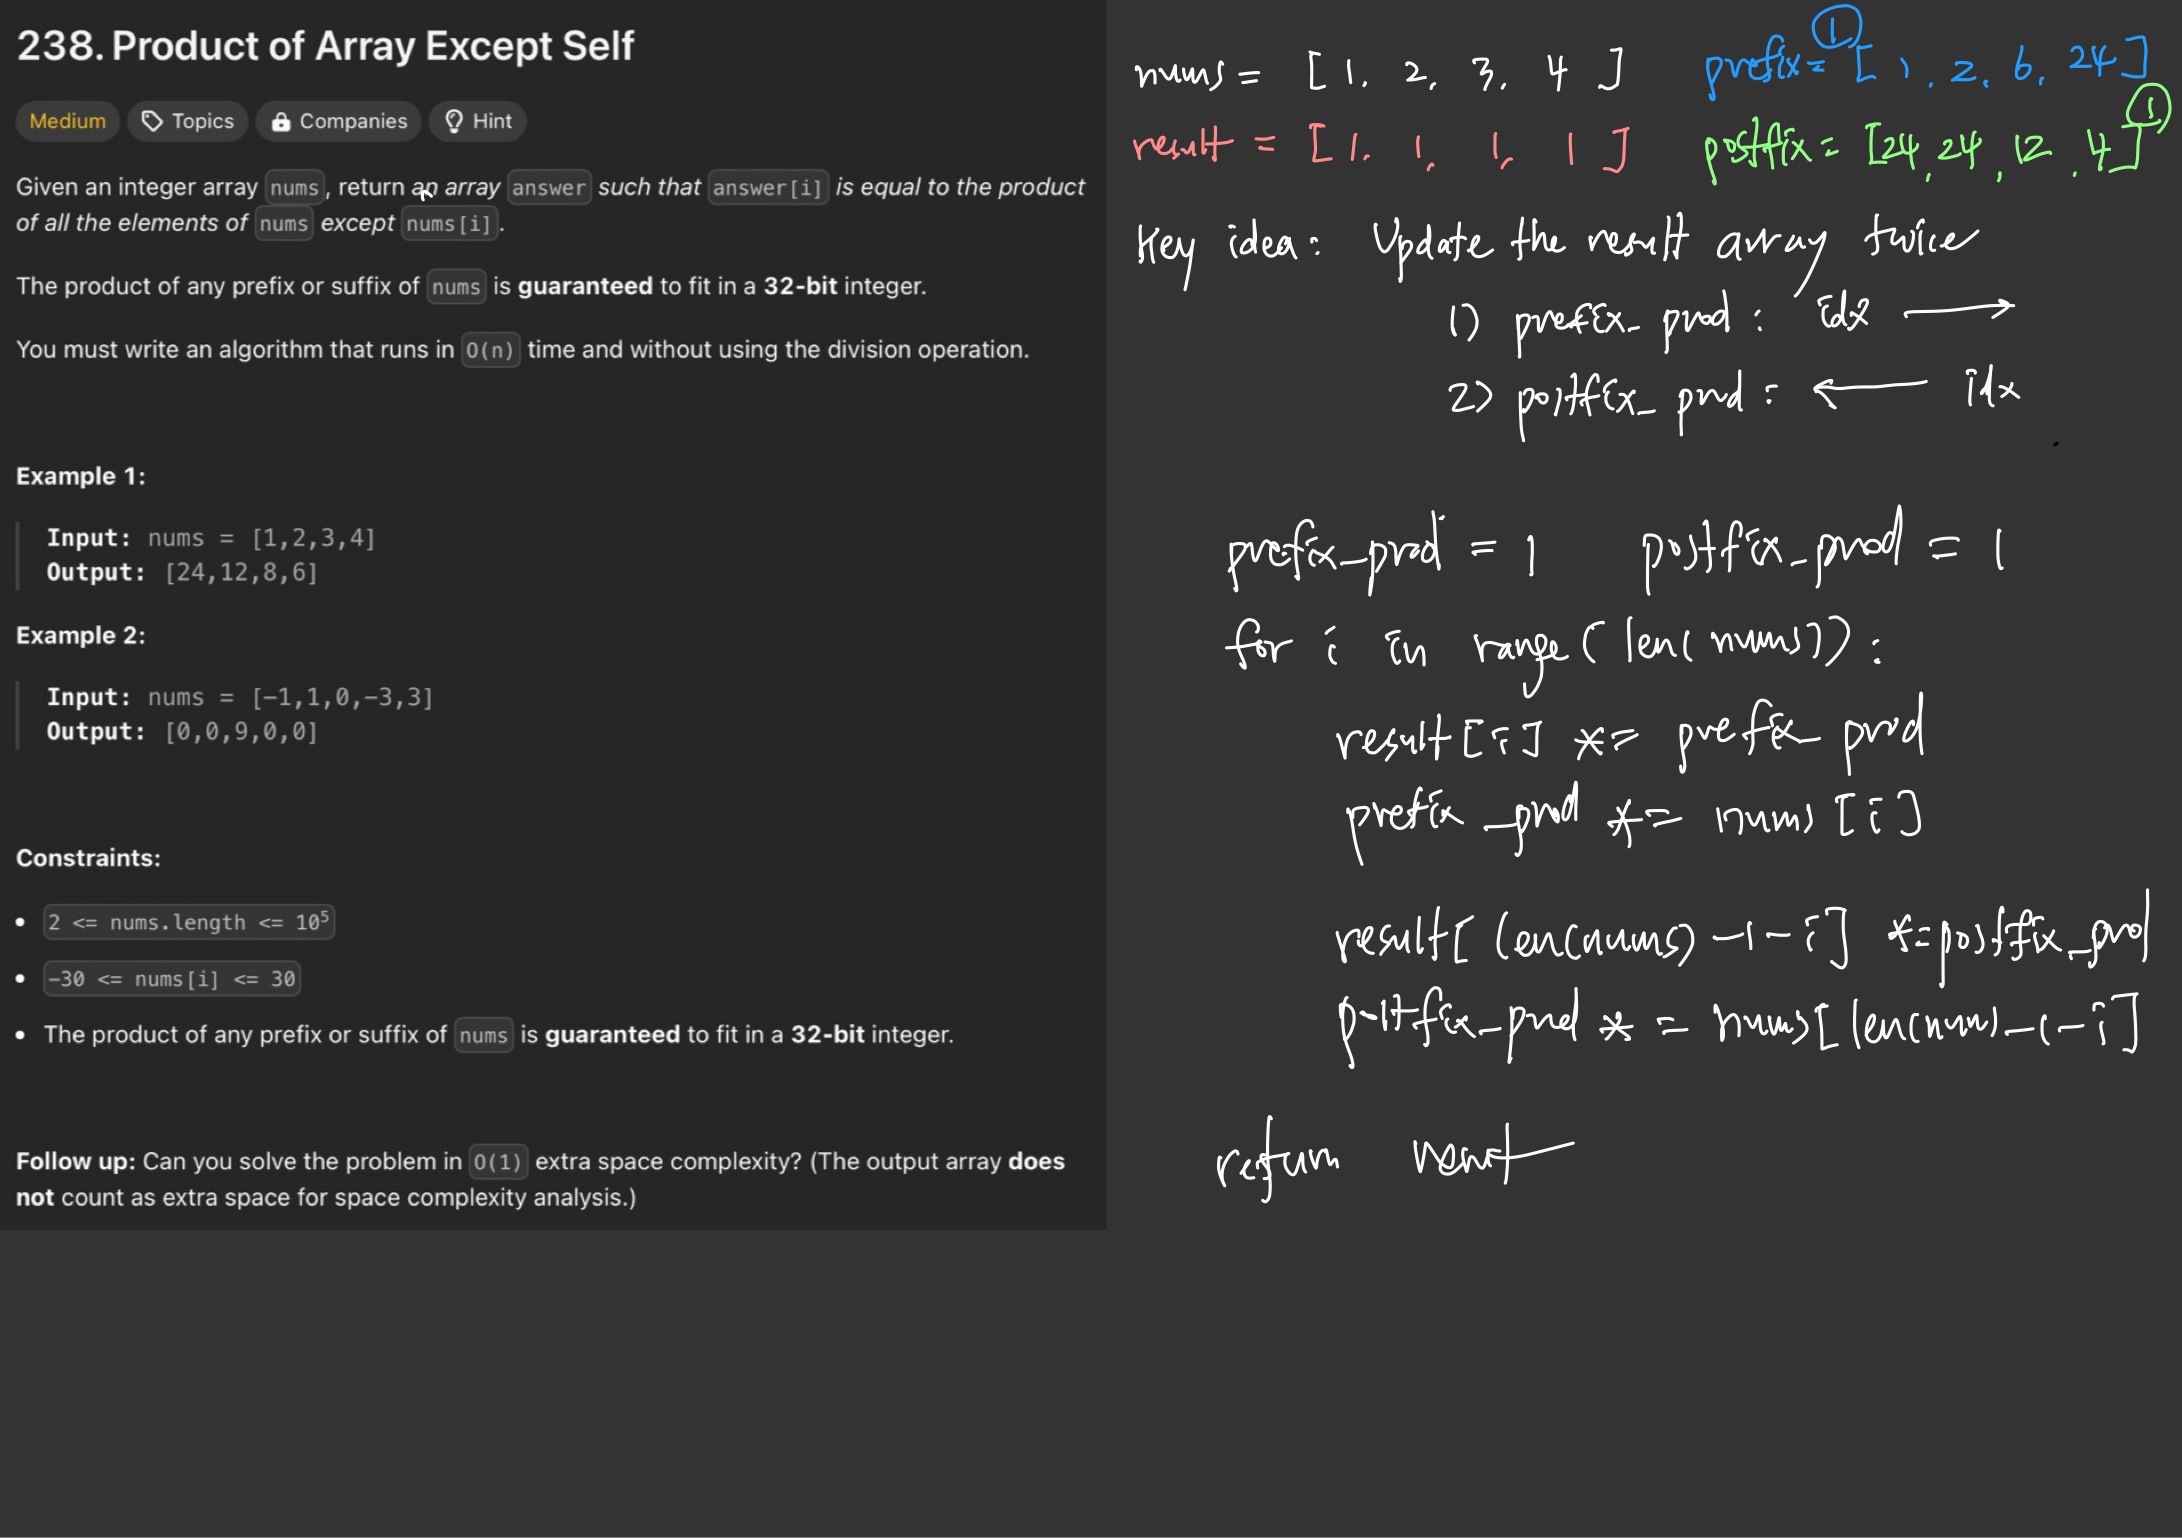 238. Product of Array Except Self
Medium Topics Companies Hint
Given an integer array nums, return an array answer such that answer[i] is equal to the product
of all the elements of nums except nums[i].
The product of any prefix or suffix of nums is guaranteed to fit in a 32-bit integer.
You must write an algorithm that runs in O(n) time and without using the division operation.
Example 1:
Input: nums = [1,2,3,4]
Output: [24,12,8,6]
Example 2:
Input: nums = [-1,1,0,-3,3]
Output: [0,0,9,0,0]
Constraints:
• 2 <= nums.length <= 10⁵
• -30 <= nums[i] <= 30
• The product of any prefix or suffix of nums is guaranteed to fit in a 32-bit integer.
Follow up: Can you solve the problem in O(1) extra space complexity? (The output array does
not count as extra space for space complexity analysis.)
nums = [1, 2, 3, 4]
result = [1, 1, 1, 1]
① prefix = [1, 2, 6, 24]
postfix = [24, 24, 12, 4] ①
Key idea: Update the result array twice
1) prefix_prod : idx →
2) postfix_prod : ← idx
prefix_prod = 1 postfix_prod = 1
for i in range(len(nums)):
result[i] *= prefix_prod
prefix_prod *= nums[i]
result[len(nums)-1-i] *= postfix_prod
postfix_prod *= nums[len(num)-1-i]
return result